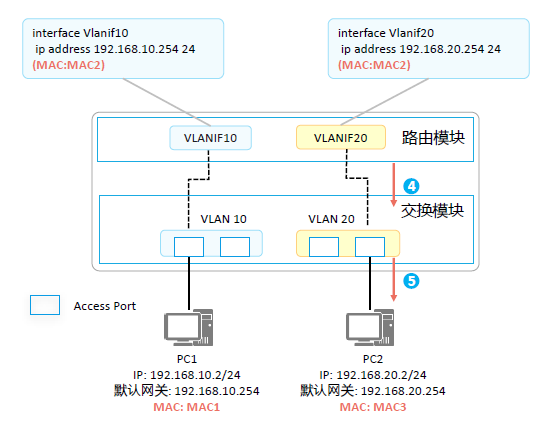 interface Vlanif10
ip address 192.168.10.254 24
(MAC:MAC2)
interface Vlanif20
ip address 192.168.20.254 24
(MAC:MAC2)
VLANIF10
VLANIF20
路由模块
4
交换模块
VLAN 10
VLAN 20
5
Access Port
PC1
IP: 192.168.10.2/24
默认网关: 192.168.10.254
MAC: MAC1
PC2
IP: 192.168.20.2/24
默认网关: 192.168.20.254
MAC: MAC3